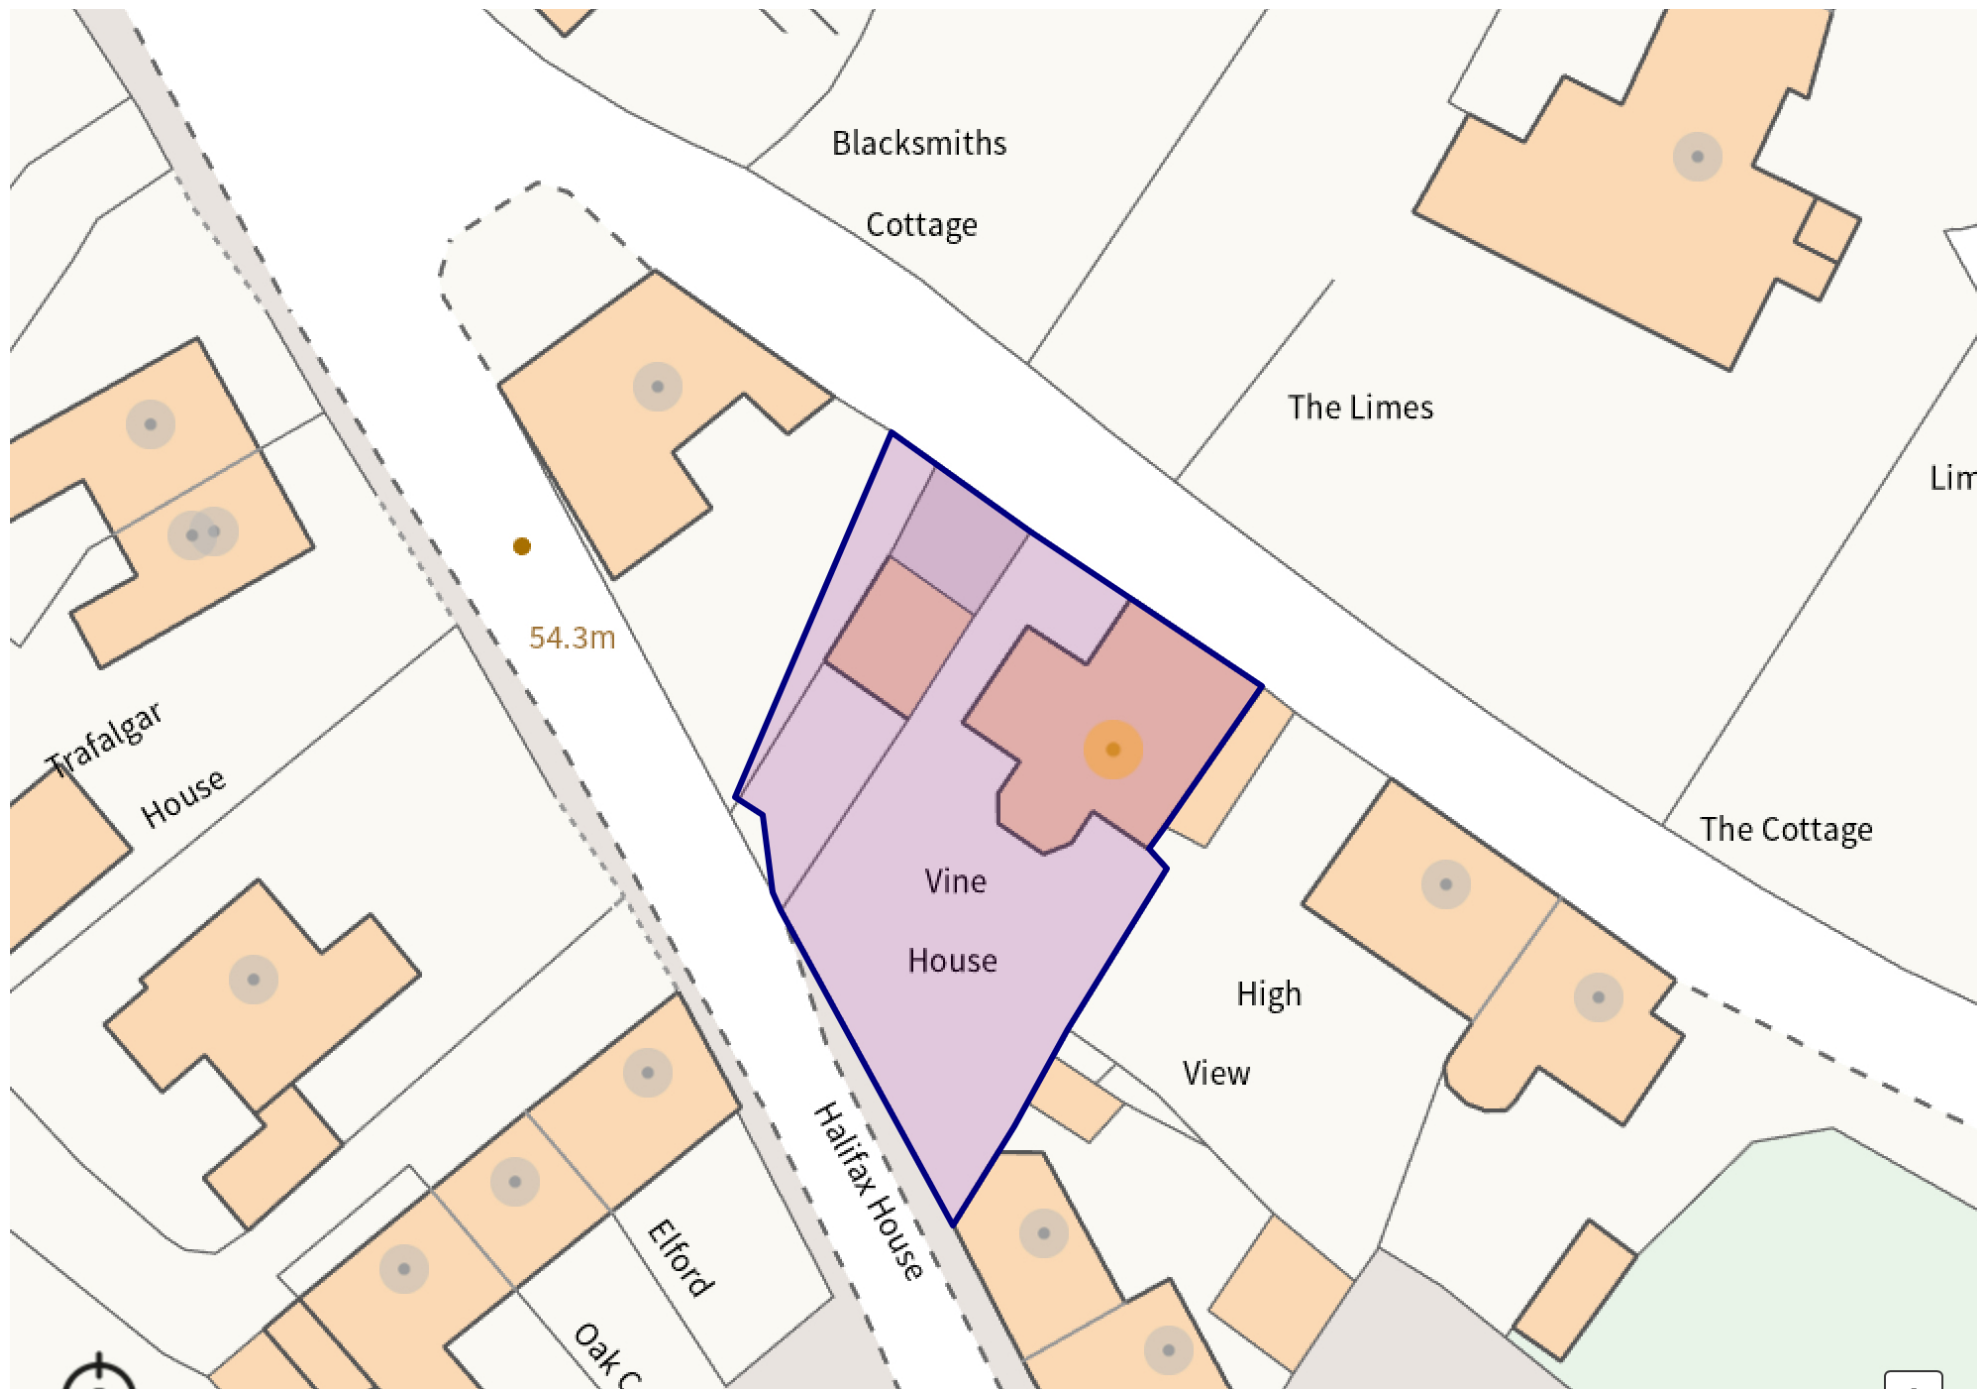 Blacksmiths
Cottage
The Limes
Lim
54.3m
Trafalgar
House
The Cottage
Vine
House
High
View
Halifax House
Elford
Oak C